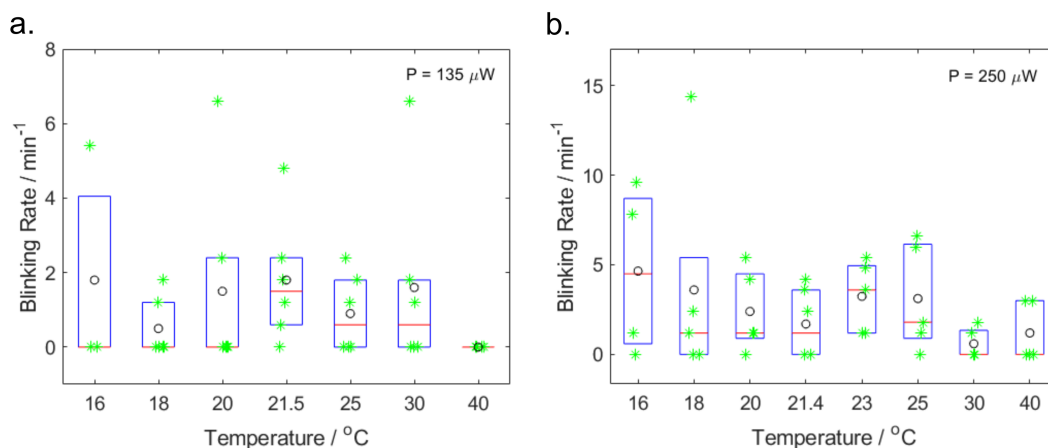 a.
P = 135 μW
8
6
4
2
0
Blinking Rate / min⁻¹
16 18 20 21.5 25 30 40
Temperature / °C
b.
P = 250 μW
15
10
5
0
Blinking Rate / min⁻¹
16 18 20 21.4 23 25 30 40
Temperature / °C